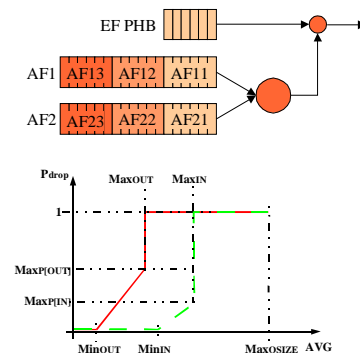 EF PHB
AF1 AF13 AF12 AF11
AF2 AF23 AF22 AF21
Pdrop
MaxOUT MaxIN
1
MaxP[OUT]
MaxP[IN]
MinOUT MinIN MaxQSIZE AVG